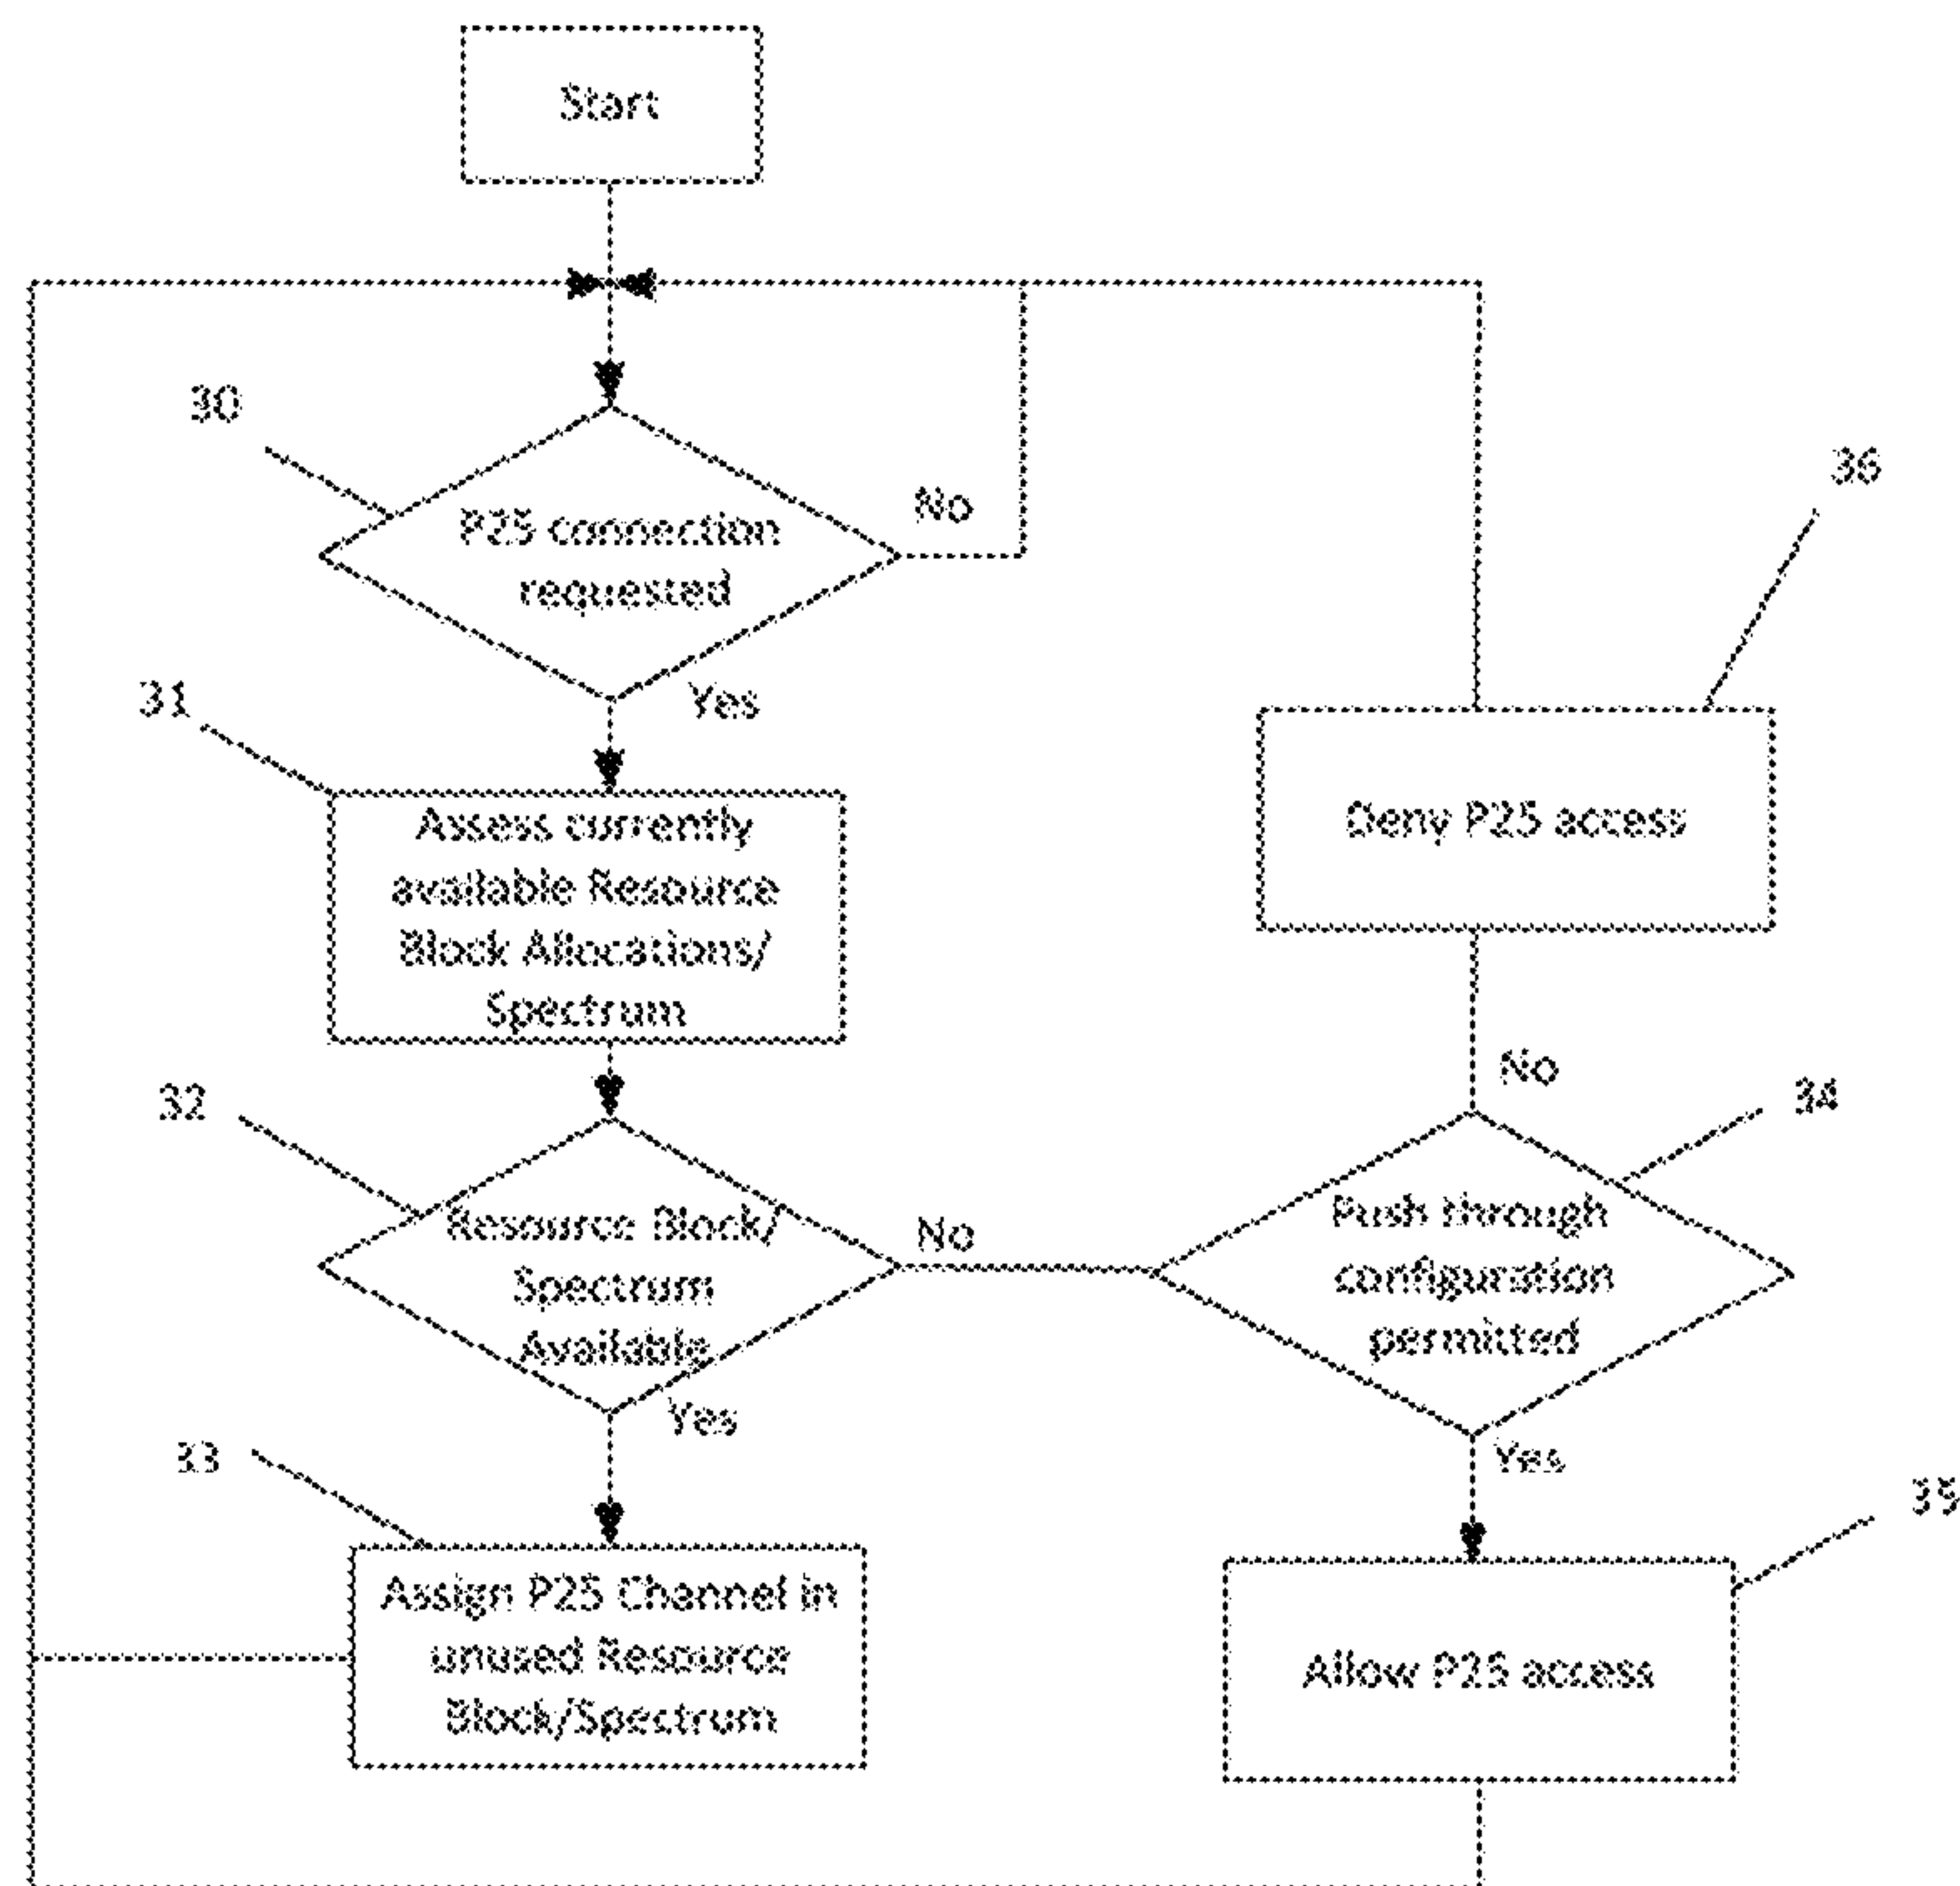 Start
30
P25 connection
requested
No
Yes
36
31
Assess currently
available Resource
Block Allocations/
Spectrum
Deny P25 access
No
32
Resource Block/
Spectrum
Available
No
Yes
34
Push through
configuration
permitted
Yes
33
Assign P25 Channel in
unused Resource
Block/Spectrum
35
Allow P25 access